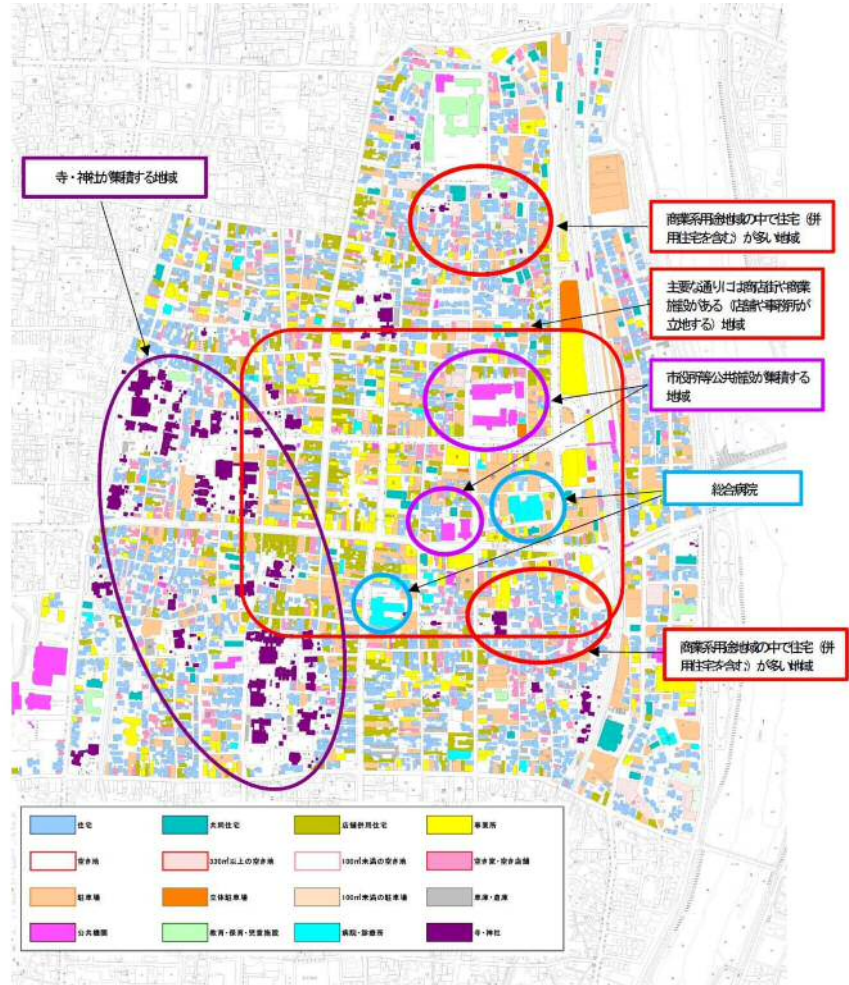 寺・神社が集積する地域
商業系用途地域の中で住宅（併
用住宅を含む）が多い地域
主要な通りには商店街や商業
施設がある（店舗や事務所が
立地する）地域
市役所等公共施設が集積する
地域
総合病院
商業系用途地域の中で住宅（併
用住宅を含む）が多い地域
住宅
共同住宅
店舗併用住宅
事業所
空き地
330㎡以上の空き地
100㎡未満の空き地
空き家・空き店舗
駐車場
立体駐車場
100㎡未満の駐車場
車庫・倉庫
公共機関
教育・保育・児童施設
病院・診療所
寺・神社